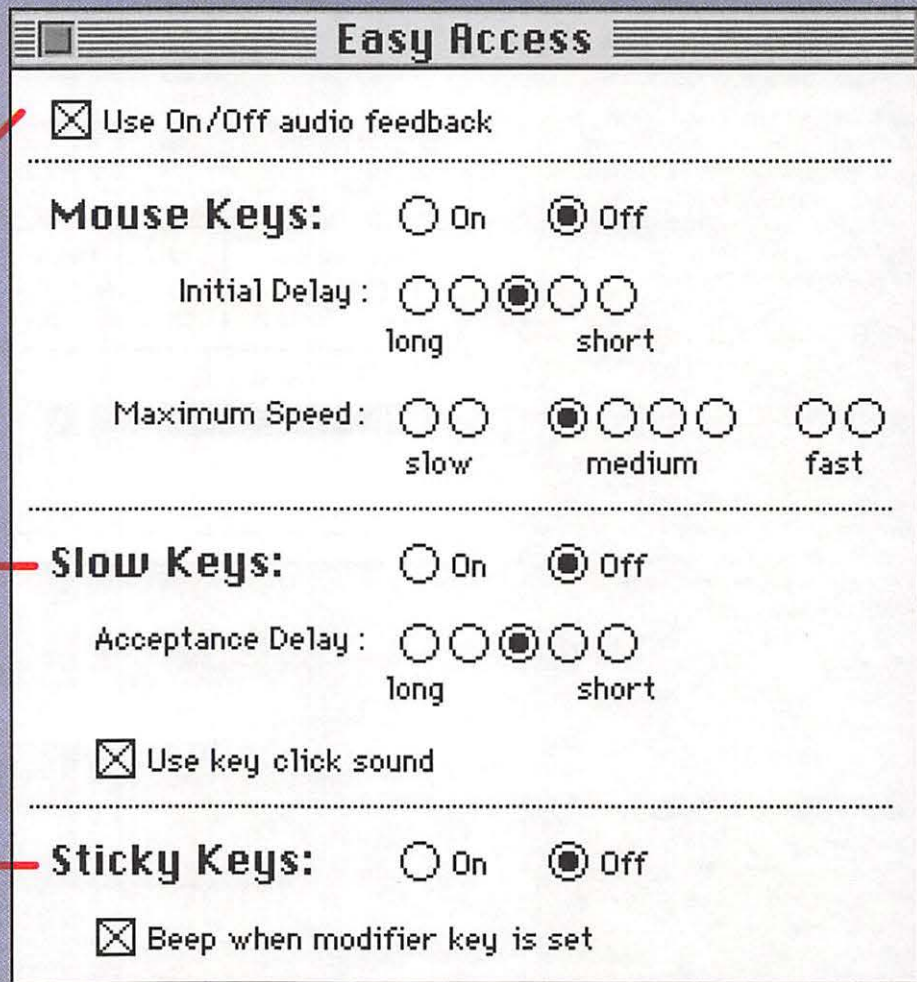 Easy Access
Use On/Off audio feedback
Mouse Keys: On Off
Initial Delay :
long short
Maximum Speed :
slow medium fast
Slow Keys: On Off
Acceptance Delay :
long short
Use key click sound
Sticky Keys: On Off
Beep when modifier key is set